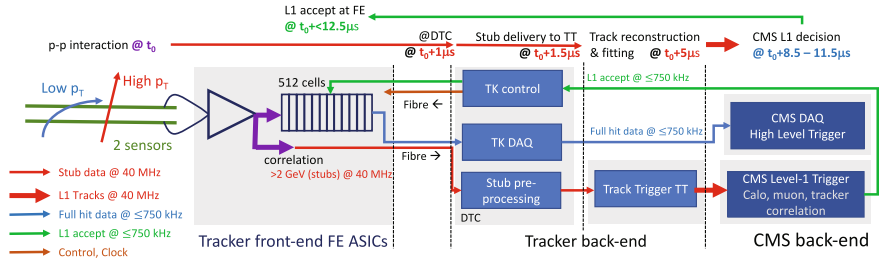 L1 accept at FE
@ t0+<12.5μs
p-p interaction @ t0
@DTC
@ t0+1μs
Stub delivery to TT
@ t0+1.5μs
Track reconstruction
& fitting @ t0+5μs
CMS L1 decision
@ t0+8.5 – 11.5μs
Low pT
High pT
2 sensors
512 cells
Fibre ←
TK control
L1 accept @ ≤750 kHz
CMS DAQ
High Level Trigger
TK DAQ
Full hit data @ ≤750 kHz
correlation
>2 GeV (stubs) @ 40 MHz
Fibre →
Stub pre-
processing
DTC
Track Trigger TT
CMS Level-1 Trigger
Calo, muon, tracker
correlation
Stub data @ 40 MHz
L1 Tracks @ 40 MHz
Full hit data @ ≤750 kHz
L1 accept @ ≤750 kHz
Control, Clock
Tracker front-end FE ASICs
Tracker back-end
CMS back-end